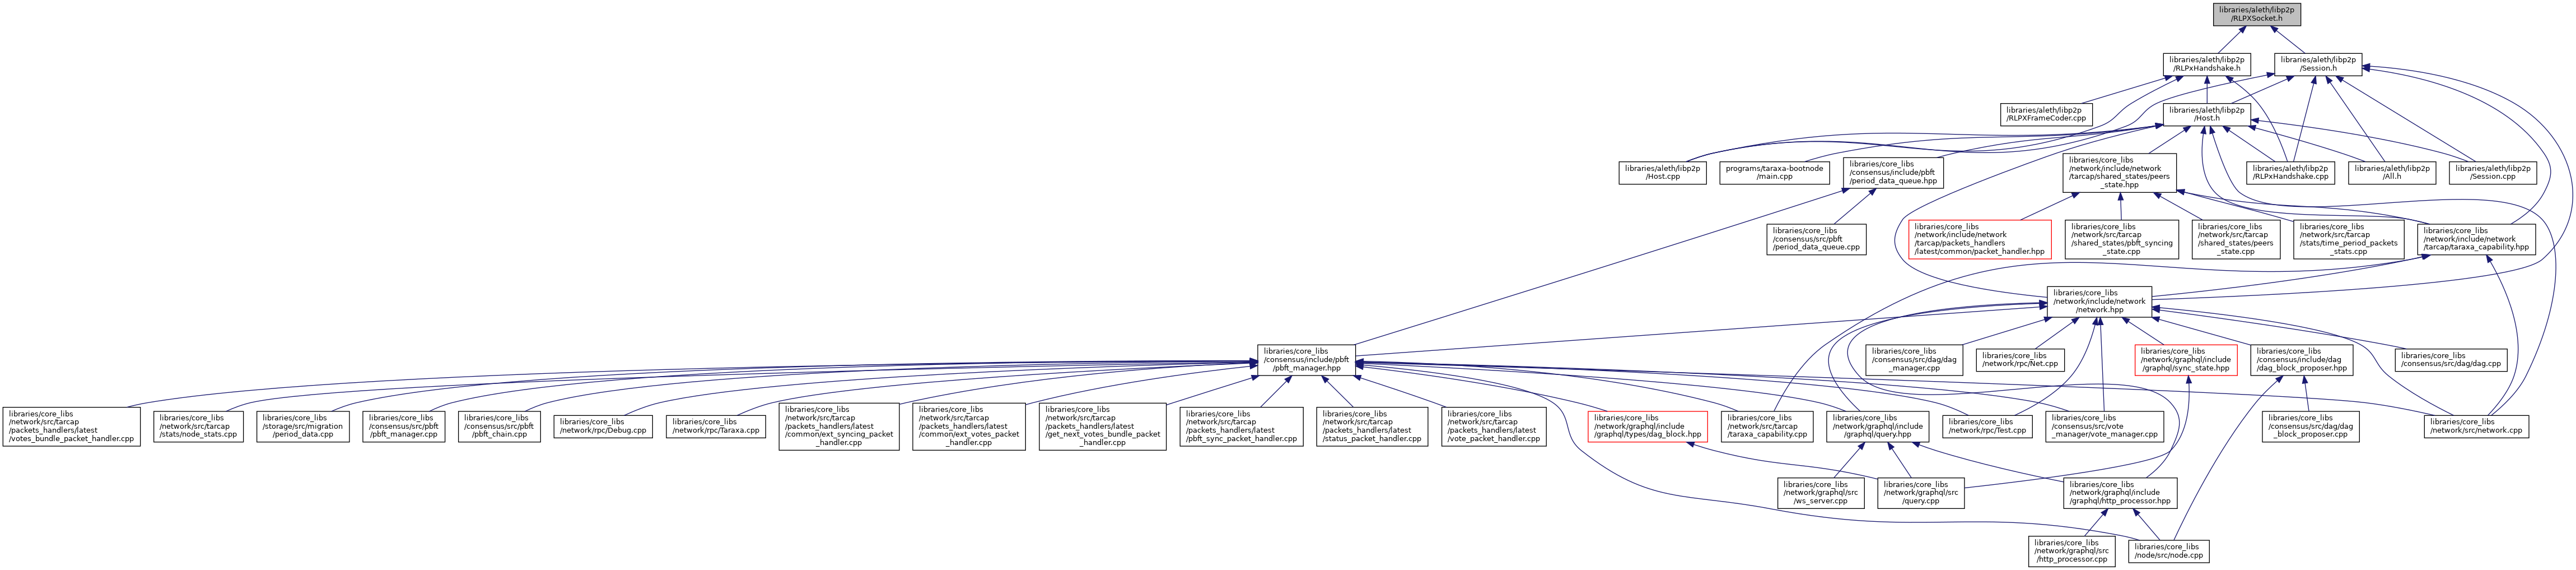 libraries/aleth/libp2p
/RLPXSocket.h
libraries/aleth/libp2p
/RLPxHandshake.h
libraries/aleth/libp2p
/Session.h
libraries/aleth/libp2p
/RLPXFrameCoder.cpp
libraries/aleth/libp2p
/Host.h
libraries/aleth/libp2p
/Host.cpp
programs/taraxa-bootnode
/main.cpp
libraries/core_libs
/consensus/include/pbft
/period_data_queue.hpp
libraries/core_libs
/network/include/network
/tarcap/shared_states/peers
_state.hpp
libraries/aleth/libp2p
/RLPxHandshake.cpp
libraries/aleth/libp2p
/All.h
libraries/aleth/libp2p
/Session.cpp
libraries/core_libs
/consensus/src/pbft
/period_data_queue.cpp
libraries/core_libs
/network/include/network
/tarcap/packets_handlers
/latest/common/packet_handler.hpp
libraries/core_libs
/network/src/tarcap
/shared_states/pbft_syncing
_state.cpp
libraries/core_libs
/network/src/tarcap
/shared_states/peers
_state.cpp
libraries/core_libs
/network/src/tarcap
/stats/time_period_packets
_stats.cpp
libraries/core_libs
/network/include/network
/tarcap/taraxa_capability.hpp
libraries/core_libs
/network/include/network
/network.hpp
libraries/core_libs
/consensus/include/pbft
/pbft_manager.hpp
libraries/core_libs
/consensus/src/dag/dag
_manager.cpp
libraries/core_libs
/network/rpc/Net.cpp
libraries/core_libs
/network/graphql/include
/graphql/sync_state.hpp
libraries/core_libs
/consensus/include/dag
/dag_block_proposer.hpp
libraries/core_libs
/consensus/src/dag/dag.cpp
libraries/core_libs
/network/src/tarcap
/packets_handlers/latest
/votes_bundle_packet_handler.cpp
libraries/core_libs
/network/src/tarcap
/stats/node_stats.cpp
libraries/core_libs
/storage/src/migration
/period_data.cpp
libraries/core_libs
/consensus/src/pbft
/pbft_manager.cpp
libraries/core_libs
/consensus/src/pbft
/pbft_chain.cpp
libraries/core_libs
/network/rpc/Debug.cpp
libraries/core_libs
/network/rpc/Taraxa.cpp
libraries/core_libs
/network/src/tarcap
/packets_handlers/latest
/common/ext_syncing_packet
_handler.cpp
libraries/core_libs
/network/src/tarcap
/packets_handlers/latest
/common/ext_votes_packet
_handler.cpp
libraries/core_libs
/network/src/tarcap
/packets_handlers/latest
/get_next_votes_bundle_packet
_handler.cpp
libraries/core_libs
/network/src/tarcap
/packets_handlers/latest
/pbft_sync_packet_handler.cpp
libraries/core_libs
/network/src/tarcap
/packets_handlers/latest
/status_packet_handler.cpp
libraries/core_libs
/network/src/tarcap
/packets_handlers/latest
/vote_packet_handler.cpp
libraries/core_libs
/network/graphql/include
/graphql/types/dag_block.hpp
libraries/core_libs
/network/src/tarcap
/taraxa_capability.cpp
libraries/core_libs
/network/graphql/include
/graphql/query.hpp
libraries/core_libs
/network/rpc/Test.cpp
libraries/core_libs
/consensus/src/vote
_manager/vote_manager.cpp
libraries/core_libs
/consensus/src/dag/dag
_block_proposer.cpp
libraries/core_libs
/network/src/network.cpp
libraries/core_libs
/network/graphql/src
/ws_server.cpp
libraries/core_libs
/network/graphql/src
/query.cpp
libraries/core_libs
/network/graphql/include
/graphql/http_processor.hpp
libraries/core_libs
/network/graphql/src
/http_processor.cpp
libraries/core_libs
/node/src/node.cpp